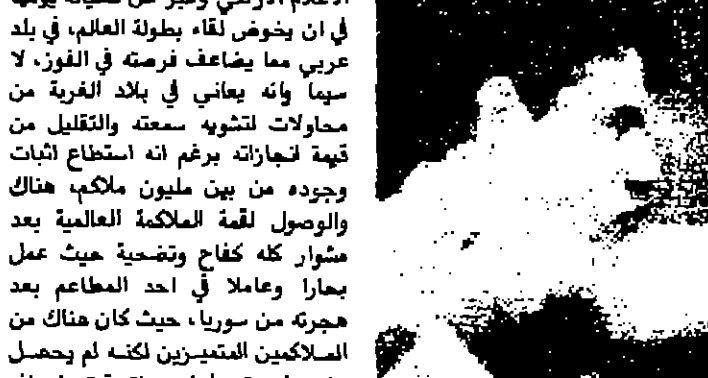 في ان يخوض لقاء بطولة العالم، في بلد
عربي مما يضاعف فرصته في الفوز، لا
سيما وانه يعاني في بلاد الغربة من
محاولات لتشويه سمعته والتقليل من
قيمة انجازاته برغم انه استطاع اثبات
وجوده من بين مليون ملاكم، هناك
والوصول لقمة الملاكمة العالمية بعد
مشوار كله كفاح وتضحية حيث عمل
بحارا وعاملا في احد المطاعم بعد
هجرته من سوريا، حيث كان هناك من
الملاكمين المتميزين لكنه لم يحصل